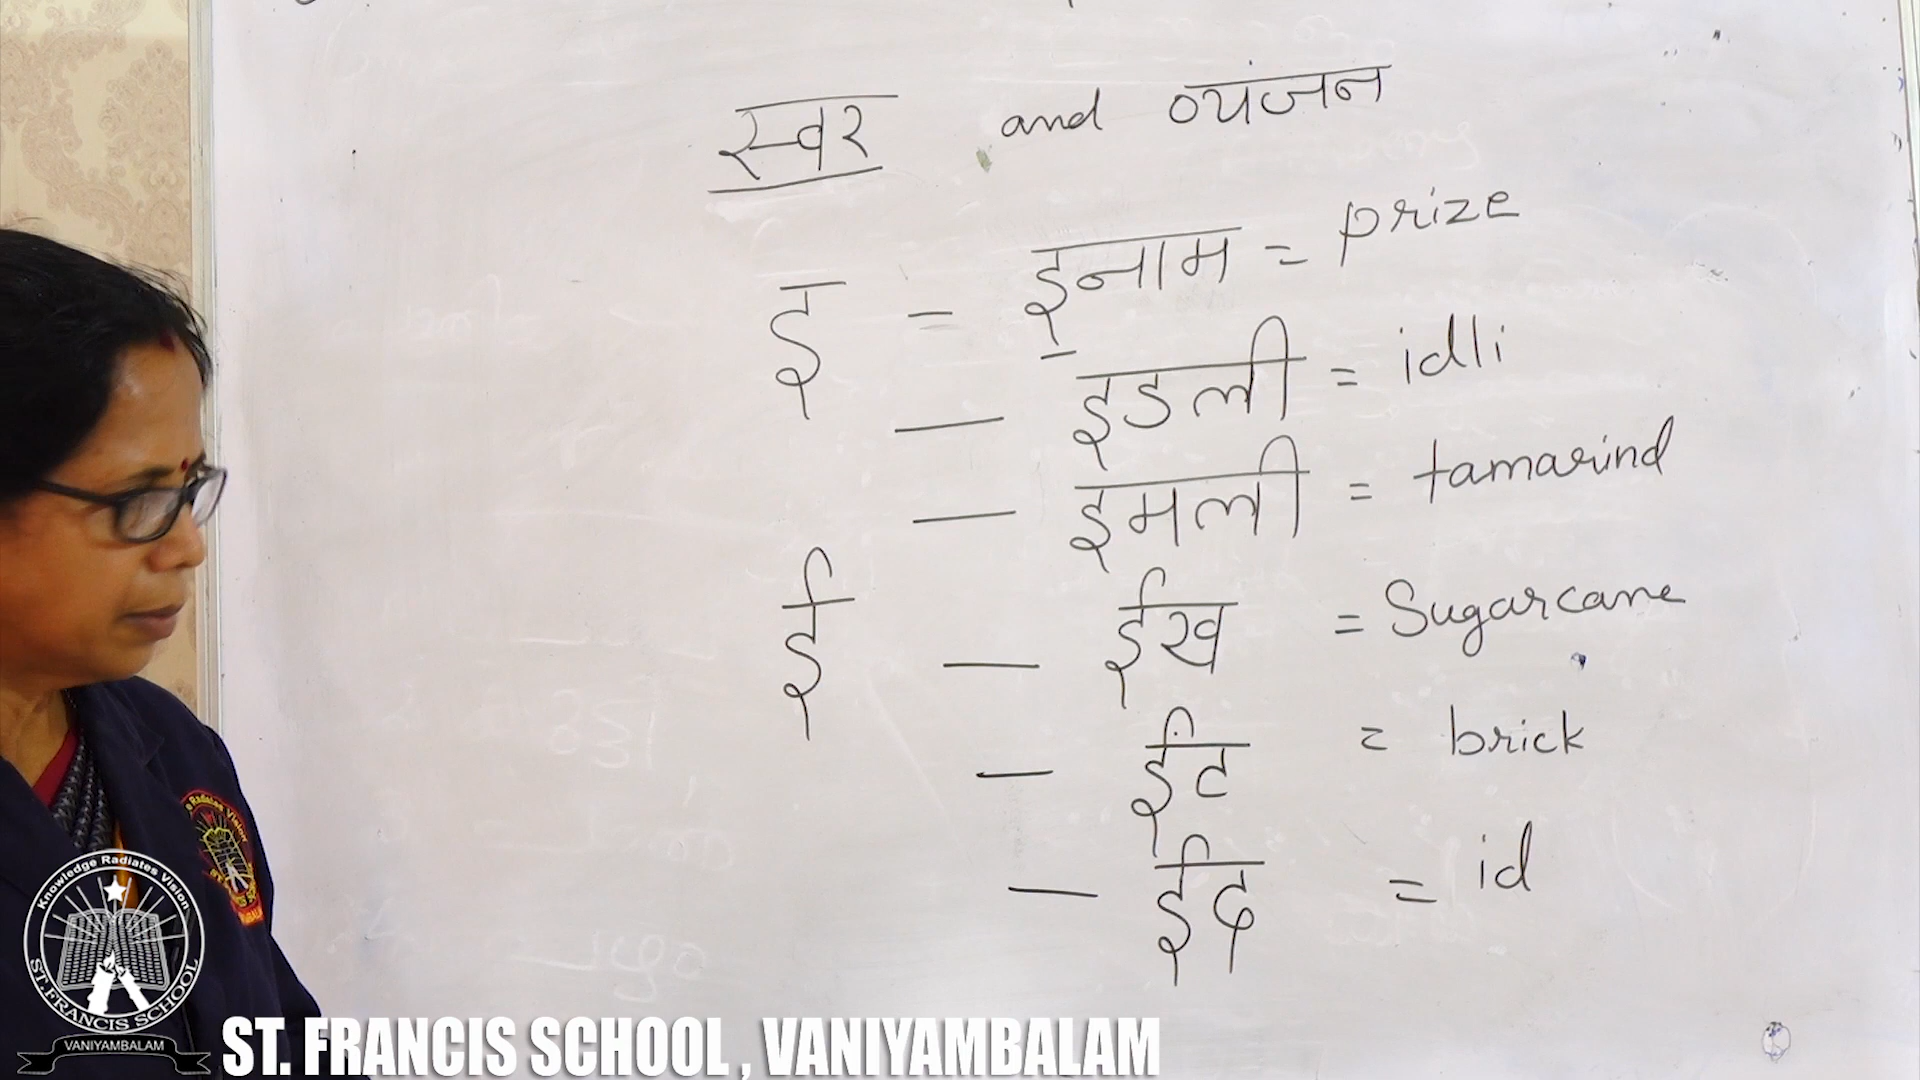 स्वर and व्यंजन
इ = इनाम = prize
— इडली = idli
— इमली = tamarind
ई — ईख = Sugarcane
— ईंट = brick
— ईद = id
Knowledge Radiates Vision
ST. FRANCIS SCHOOL
VANIYAMBALAM
ST. FRANCIS SCHOOL, VANIYAMBALAM